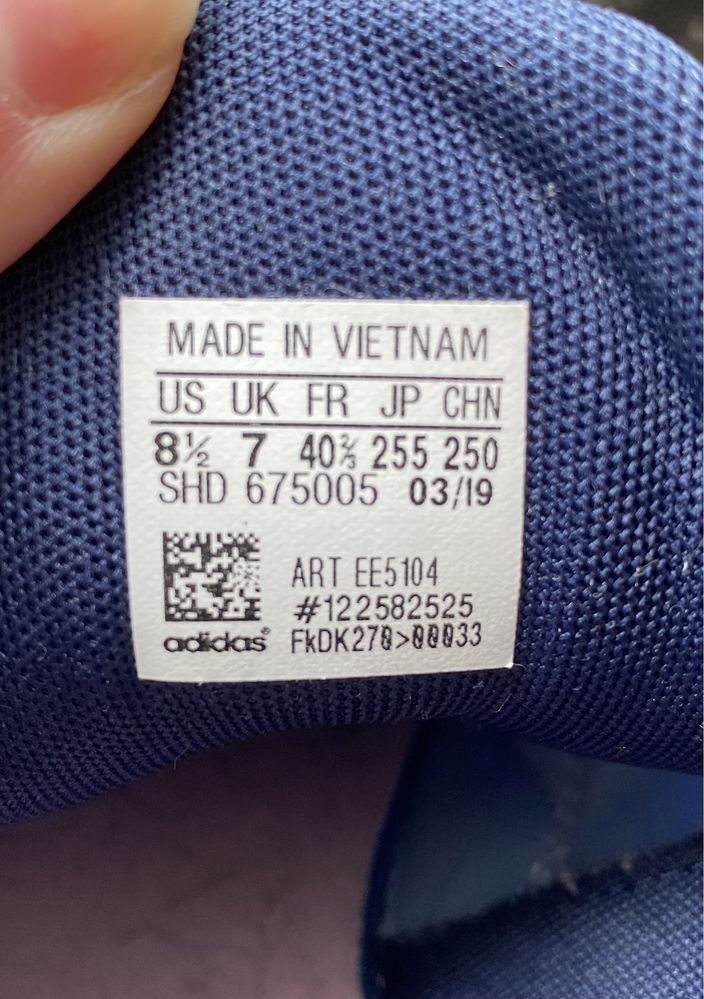 MADE IN VIETNAM
US UK FR JP CHN
8½ 7 40⅔ 255 250
SHD 675005 03/19
ART EE5104
#122582525
adidas® FkDK270>00033